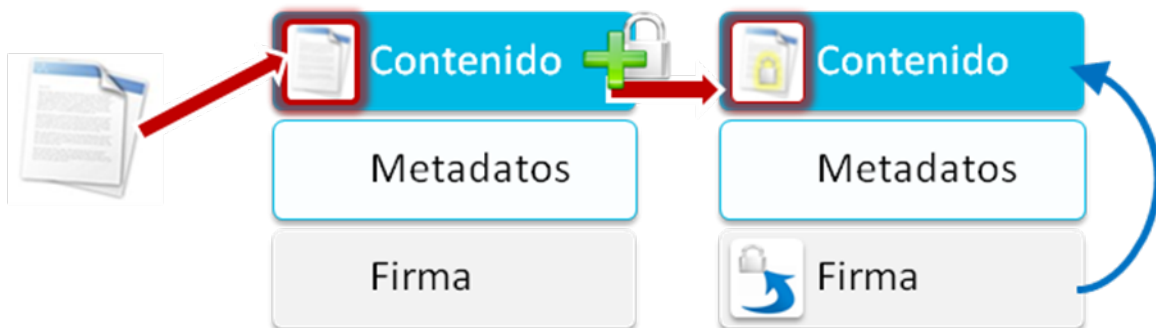 Contenido
Metadatos
Firma
Contenido
Metadatos
Firma